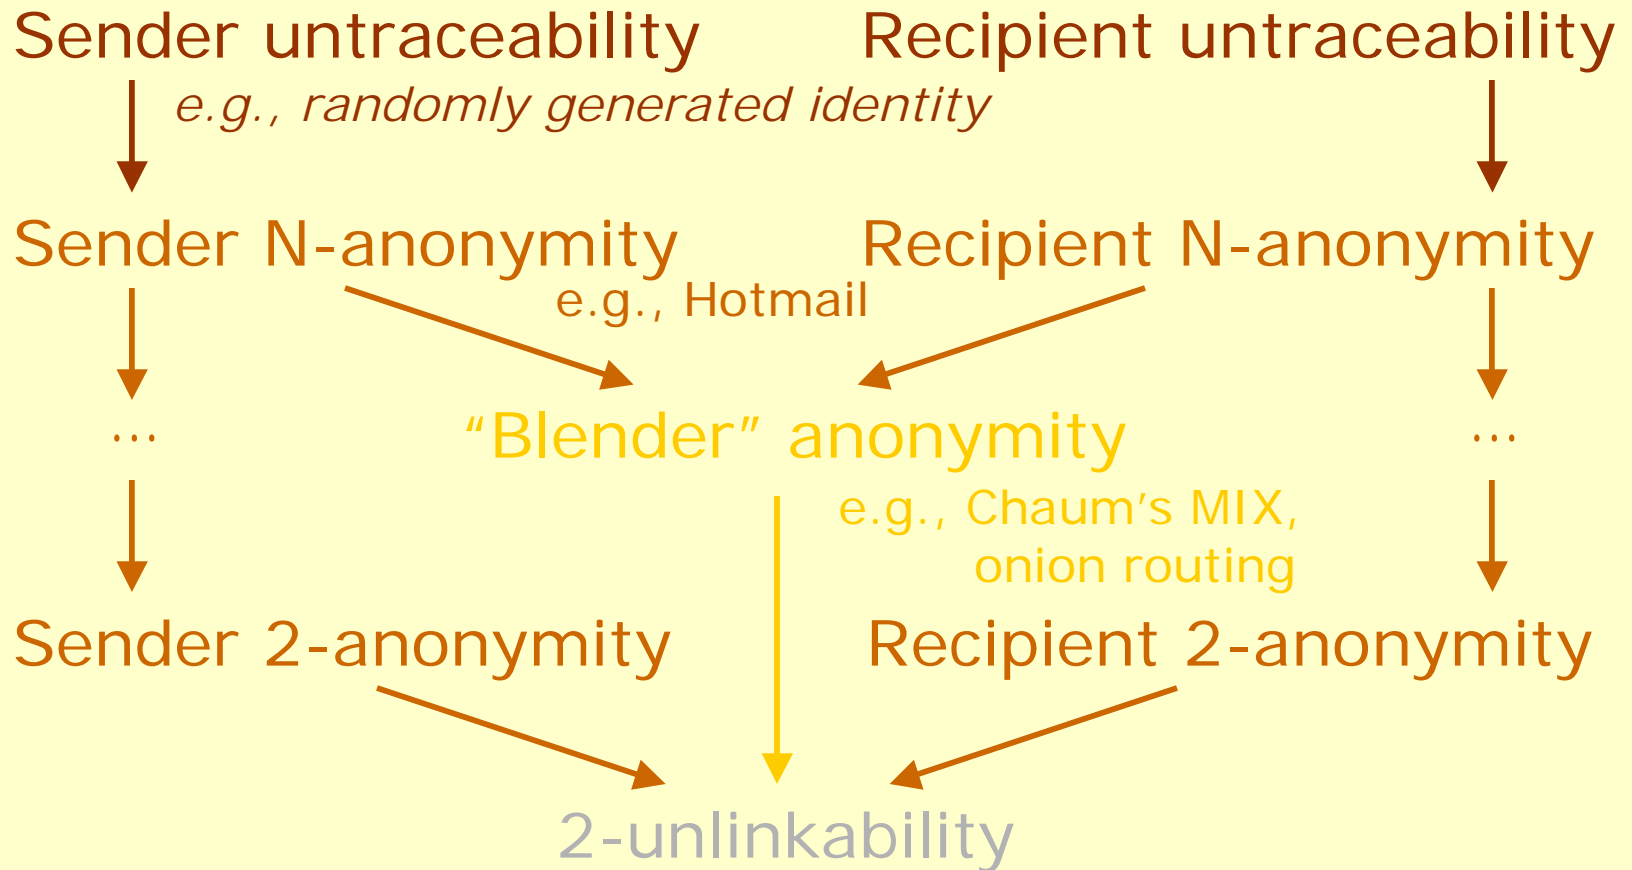 Sender untraceability Recipient untraceability
e.g., randomly generated identity
Sender N-anonymity Recipient N-anonymity
e.g., Hotmail
… “Blender” anonymity …
e.g., Chaum’s MIX,
onion routing
Sender 2-anonymity Recipient 2-anonymity
2-unlinkability